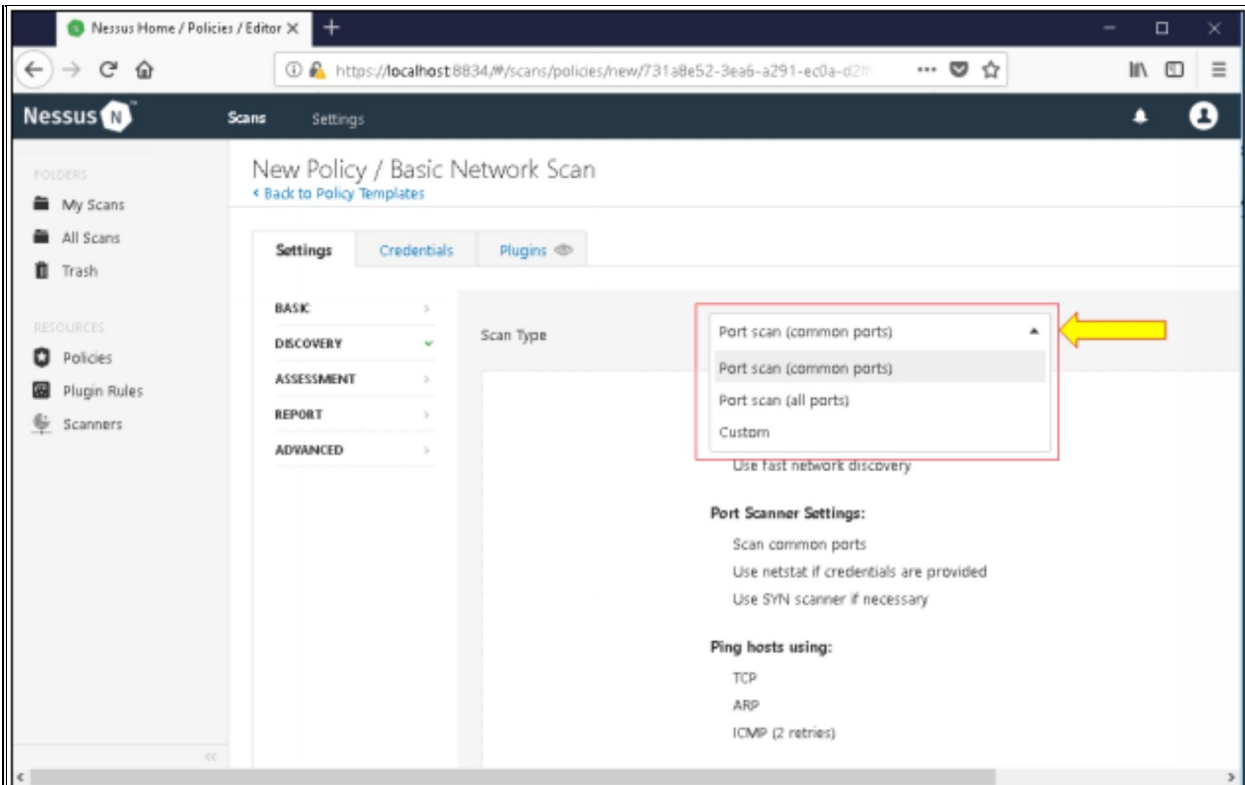 Nessus Home / Policies / Editor
https://localhost:8834/#/scans/policies/new/731a8e52-3ea6-a291-ec0a-d2ff
Nessus N
Scans
Settings
FOLDERS
My Scans
All Scans
Trash
RESOURCES
Policies
Plugin Rules
Scanners
New Policy / Basic Network Scan
< Back to Policy Templates
Settings
Credentials
Plugins
BASIC
DISCOVERY
ASSESSMENT
REPORT
ADVANCED
Scan Type
Port scan (common ports)
Port scan (common ports)
Port scan (all ports)
Custom
Use fast network discovery
Port Scanner Settings:
Scan common ports
Use netstat if credentials are provided
Use SYN scanner if necessary
Ping hosts using:
TCP
ARP
ICMP (2 retries)